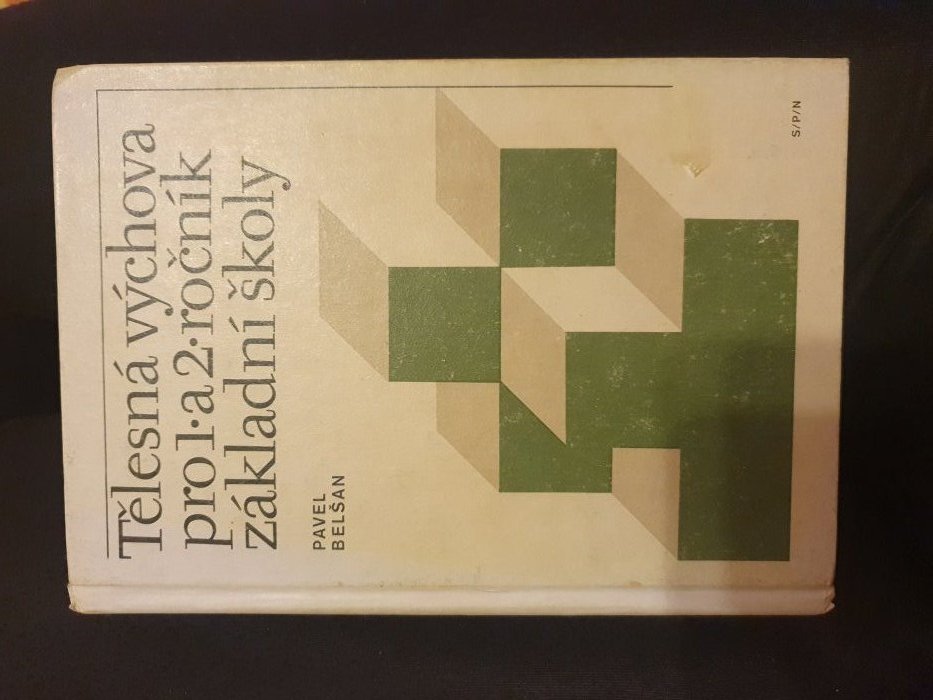 Tělesná výchova
pro 1. a 2. ročník
základní školy
PAVEL
BELŠAN
S/P/N